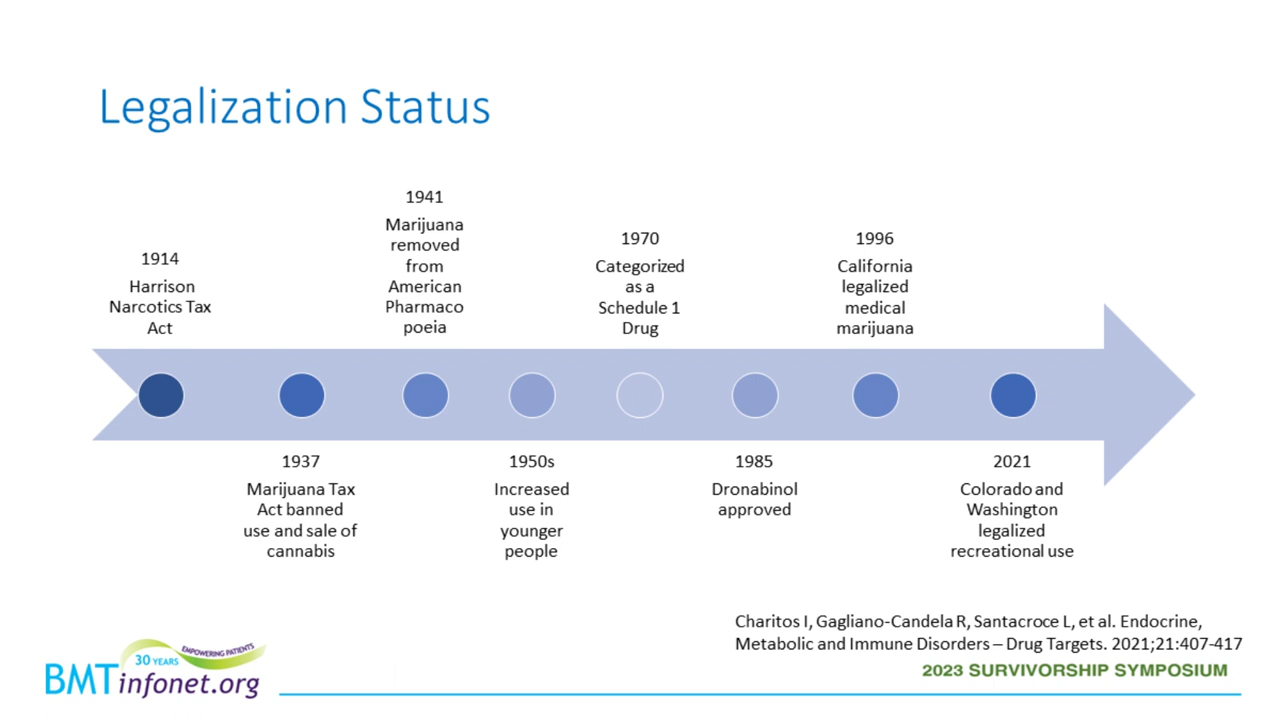 Legalization Status
1914
Harrison
Narcotics Tax
Act
1937
Marijuana Tax
Act banned
use and sale of
cannabis
1941
Marijuana
removed
from
American
Pharmaco
poeia
1950s
Increased
use in
younger
people
1970
Categorized
as a
Schedule 1
Drug
1985
Dronabinol
approved
1996
California
legalized
medical
marijuana
2021
Colorado and
Washington
legalized
recreational use
Charitos I, Gagliano-Candela R, Santacroce L, et al. Endocrine,
Metabolic and Immune Disorders – Drug Targets. 2021;21:407-417
30 YEARS
EMPOWERING PATIENTS
BMTinfonet.org
2023 SURVIVORSHIP SYMPOSIUM